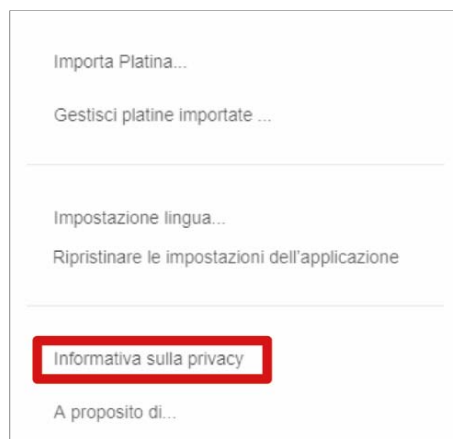 Importa Platina...
Gestisci platine importate ...
Impostazione lingua...
Ripristinare le impostazioni dell'applicazione
Informativa sulla privacy
A proposito di...